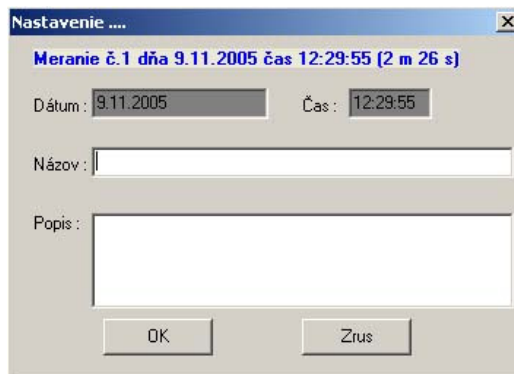 Nastavenie ....
Meranie č.1 dňa 9.11.2005 čas 12:29:55 (2 m 26 s)
Dátum : 9.11.2005 Čas : 12:29:55
Názov :
Popis :
OK Zrus